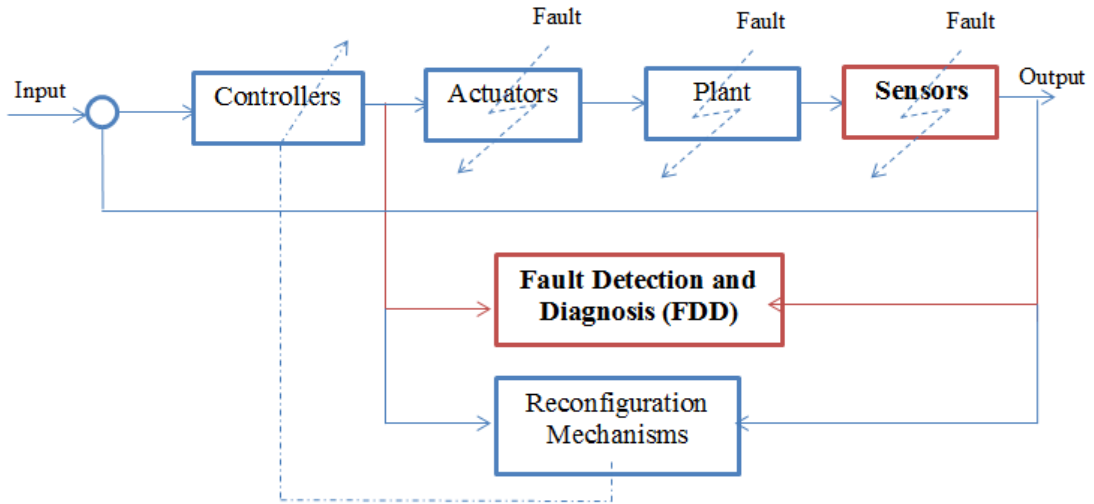 Fault
Fault
Fault
Input
Controllers
Actuators
Plant
Sensors
Output
Fault Detection and
Diagnosis (FDD)
Reconfiguration
Mechanisms